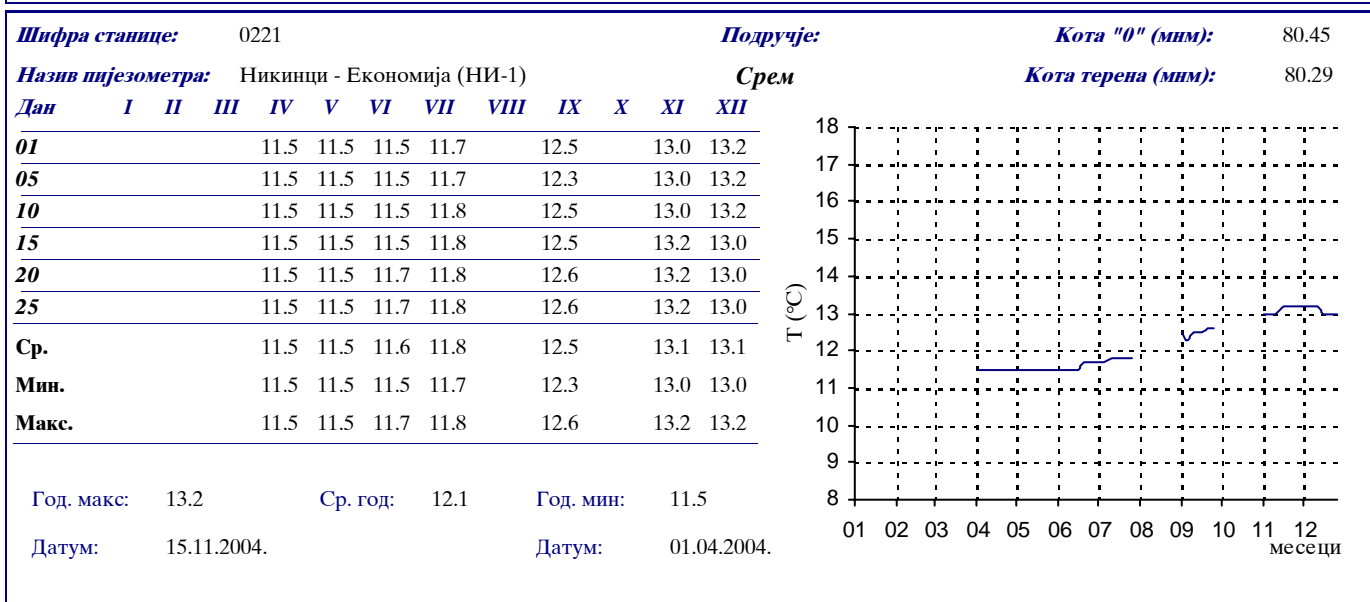 Шифра станице: 0221 Подручје: Кота "0" (мнм): 80.45
Назив пијезометра: Никинци - Економија (НИ-1) Срем Кота терена (мнм): 80.29
Дан I II III IV V VI VII VIII IX X XI XII
01 11.5 11.5 11.5 11.7 12.5 13.0 13.2
05 11.5 11.5 11.5 11.7 12.3 13.0 13.2
10 11.5 11.5 11.5 11.8 12.5 13.0 13.2
15 11.5 11.5 11.5 11.8 12.5 13.2 13.0
20 11.5 11.5 11.7 11.8 12.6 13.2 13.0
25 11.5 11.5 11.7 11.8 12.6 13.2 13.0
Ср. 11.5 11.5 11.6 11.8 12.5 13.1 13.1
Мин. 11.5 11.5 11.5 11.7 12.3 13.0 13.0
Макс. 11.5 11.5 11.7 11.8 12.6 13.2 13.2
Год. макс: 13.2 Ср. год: 12.1 Год. мин: 11.5
Датум: 15.11.2004. Датум: 01.04.2004.
18
17
16
15
14
13
12
11
10
9
8
T (°C)
01 02 03 04 05 06 07 08 09 10 11 12
месеци